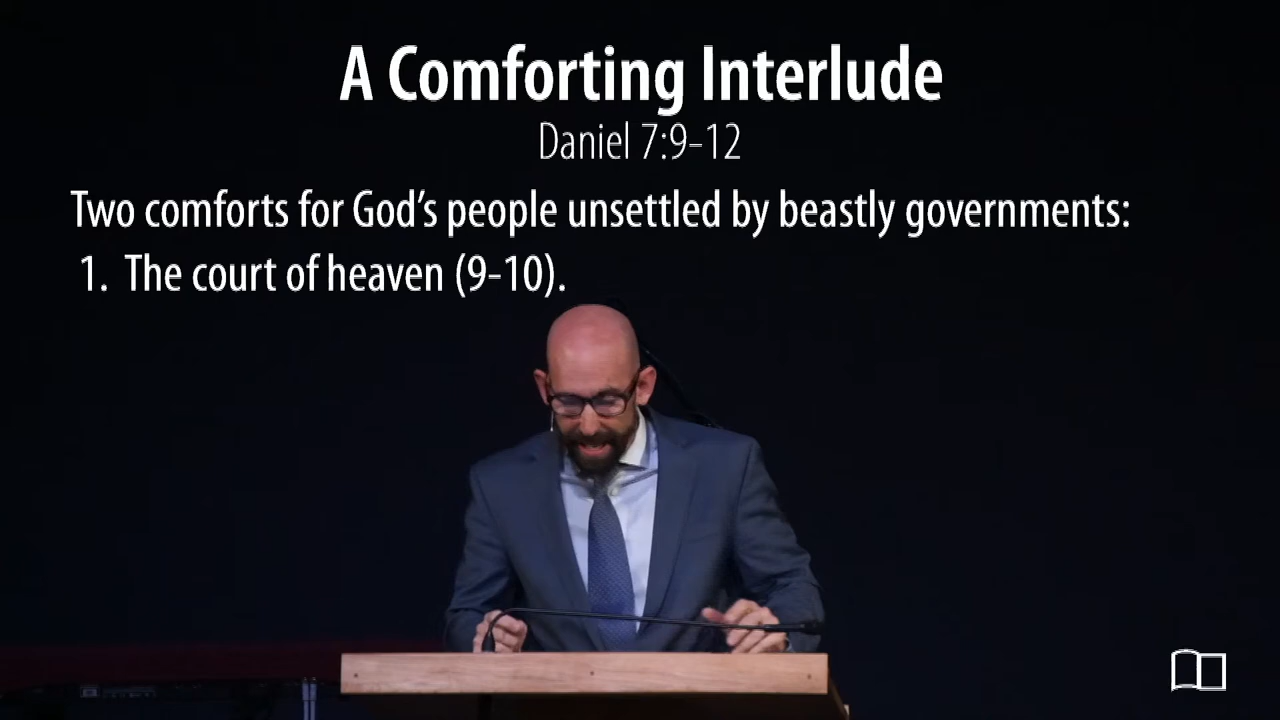 A Comforting Interlude
Daniel 7:9-12
Two comforts for God's people unsettled by beastly governments:
1. The court of heaven (9-10).